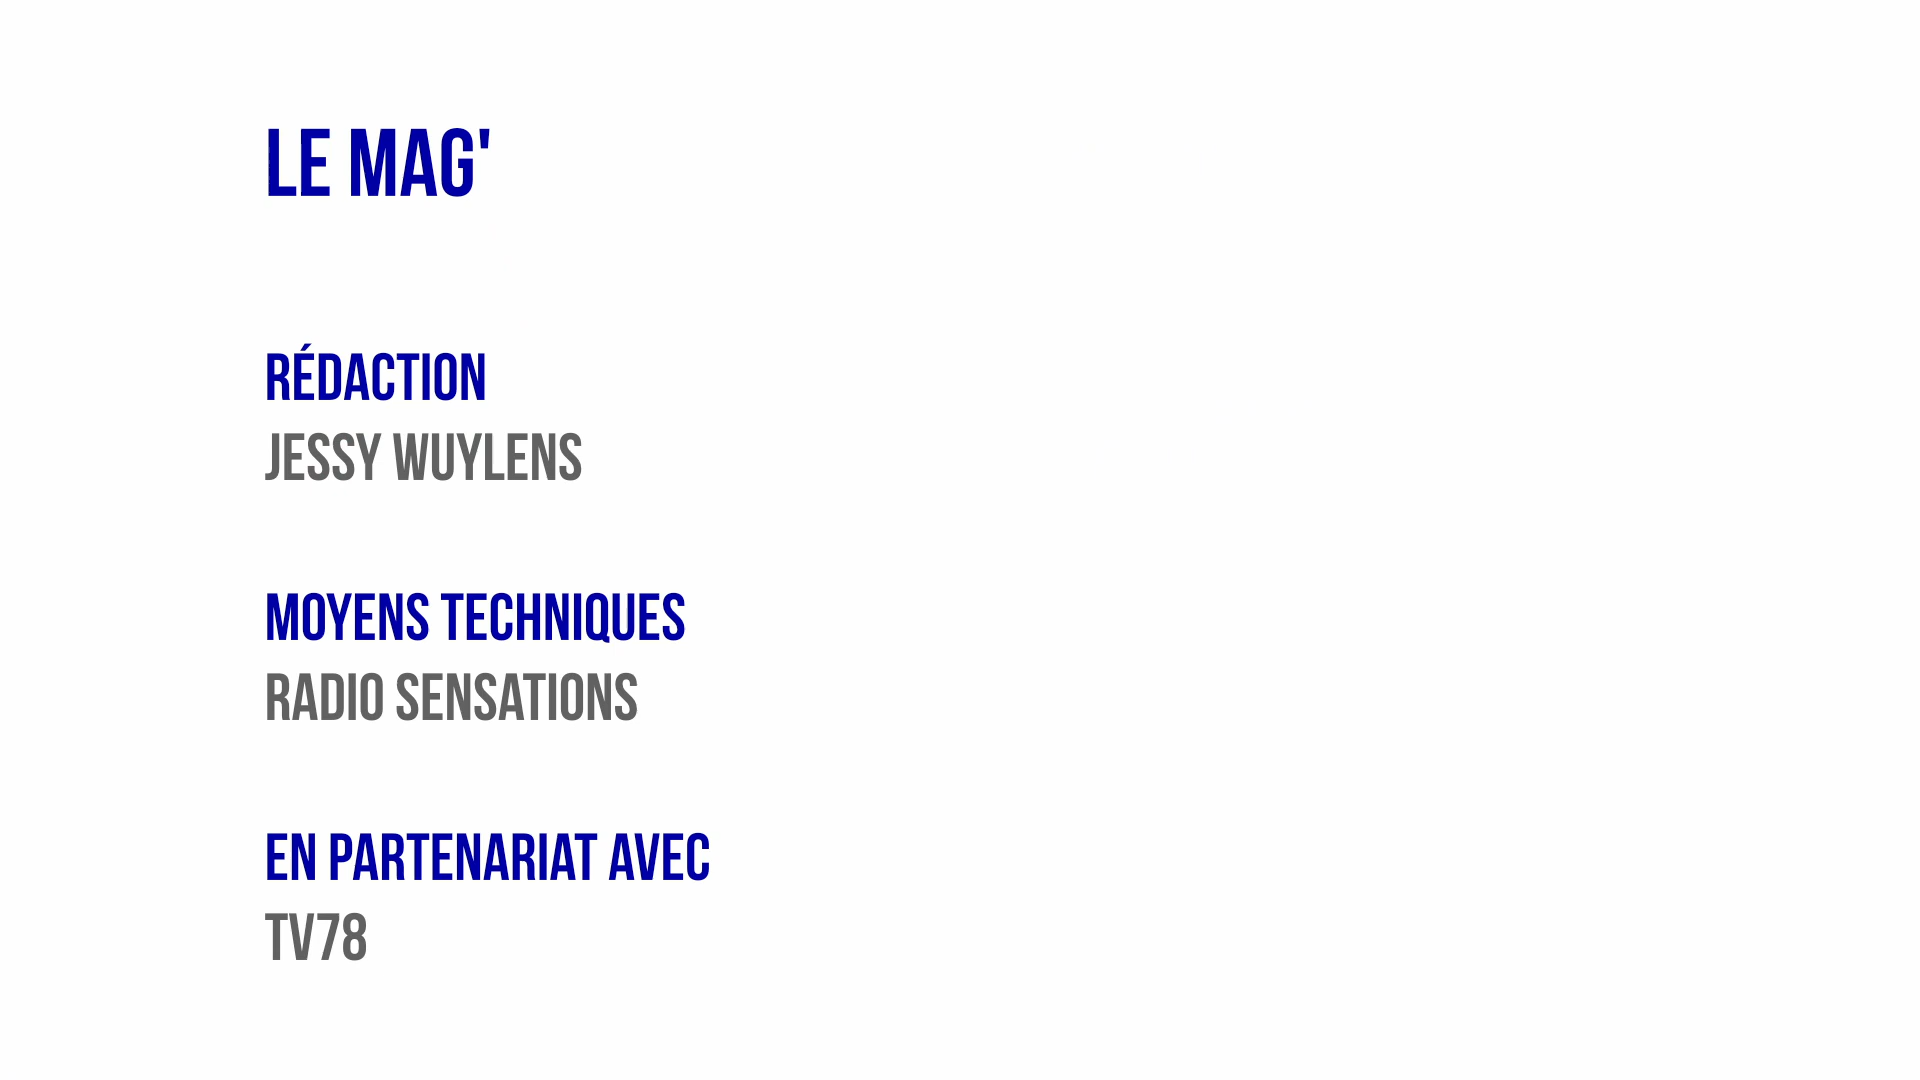 LE MAG'
RÉDACTION
JESSY WUYLENS
MOYENS TECHNIQUES
RADIO SENSATIONS
EN PARTENARIAT AVEC
TV78